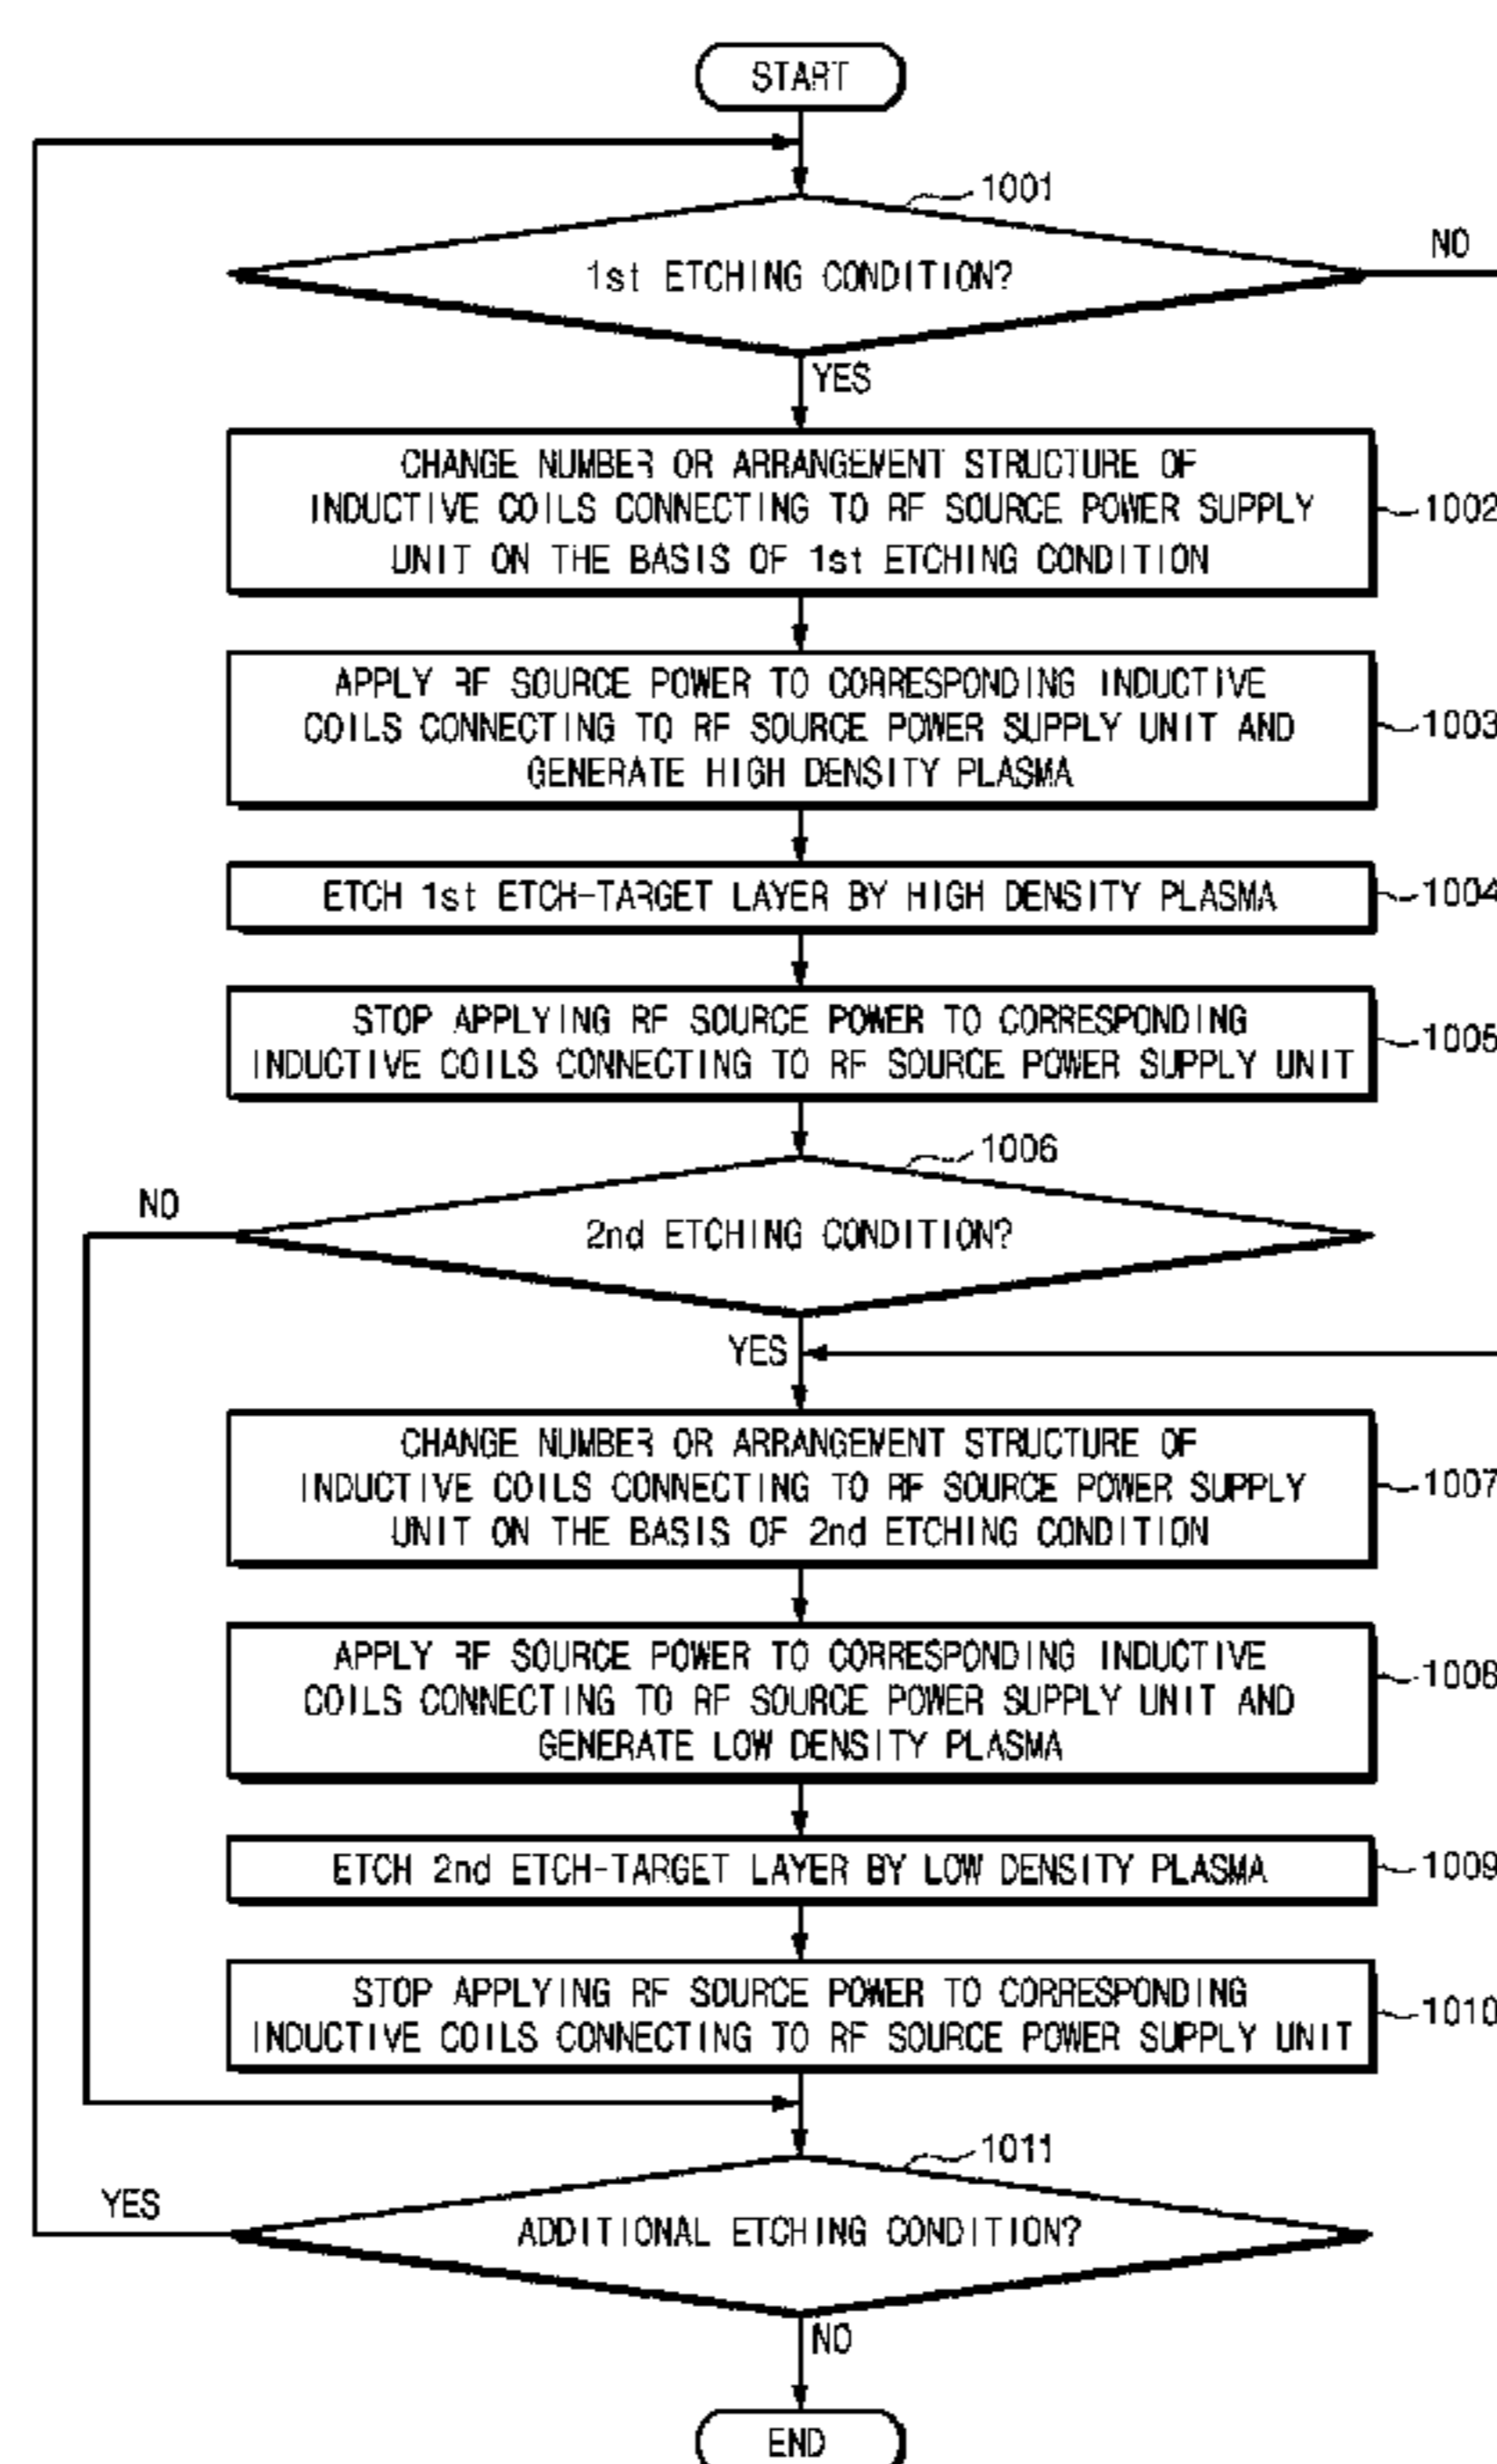 START
1001
1st ETCHING CONDITION?
NO
YES
CHANGE NUMBER OR ARRANGEMENT STRUCTURE OF
INDUCTIVE COILS CONNECTING TO RF SOURCE POWER SUPPLY
UNIT ON THE BASIS OF 1st ETCHING CONDITION
1002
APPLY RF SOURCE POWER TO CORRESPONDING INDUCTIVE
COILS CONNECTING TO RF SOURCE POWER SUPPLY UNIT AND
GENERATE HIGH DENSITY PLASMA
1003
ETCH 1st ETCH-TARGET LAYER BY HIGH DENSITY PLASMA
1004
STOP APPLYING RF SOURCE POWER TO CORRESPONDING
INDUCTIVE COILS CONNECTING TO RF SOURCE POWER SUPPLY UNIT
1005
1006
NO
2nd ETCHING CONDITION?
YES
CHANGE NUMBER OR ARRANGEMENT STRUCTURE OF
INDUCTIVE COILS CONNECTING TO RF SOURCE POWER SUPPLY
UNIT ON THE BASIS OF 2nd ETCHING CONDITION
1007
APPLY RF SOURCE POWER TO CORRESPONDING INDUCTIVE
COILS CONNECTING TO RF SOURCE POWER SUPPLY UNIT AND
GENERATE LOW DENSITY PLASMA
1008
ETCH 2nd ETCH-TARGET LAYER BY LOW DENSITY PLASMA
1009
STOP APPLYING RF SOURCE POWER TO CORRESPONDING
INDUCTIVE COILS CONNECTING TO RF SOURCE POWER SUPPLY UNIT
1010
1011
YES
ADDITIONAL ETCHING CONDITION?
NO
END